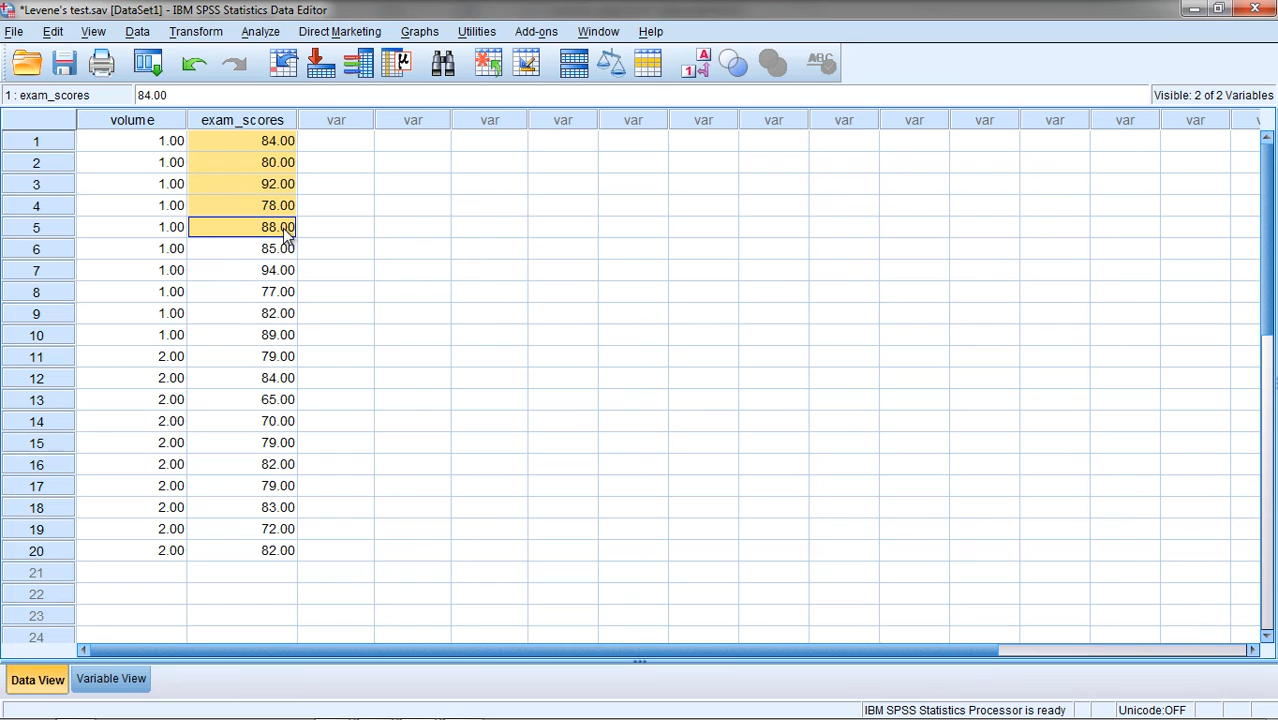 *Levene's test.sav [DataSet1] - IBM SPSS Statistics Data Editor
File Edit View Data Transform Analyze Direct Marketing Graphs Utilities Add-ons Window Help
1 : exam_scores 84.00 Visible: 2 of 2 Variables
volume exam_scores var var var var var var var var var var var var var
1 1.00 84.00
2 1.00 80.00
3 1.00 92.00
4 1.00 78.00
5 1.00 88.00
6 1.00 85.00
7 1.00 94.00
8 1.00 77.00
9 1.00 82.00
10 1.00 89.00
11 2.00 79.00
12 2.00 84.00
13 2.00 65.00
14 2.00 70.00
15 2.00 79.00
16 2.00 82.00
17 2.00 79.00
18 2.00 83.00
19 2.00 72.00
20 2.00 82.00
21
22
23
24
Data View Variable View
IBM SPSS Statistics Processor is ready Unicode:OFF